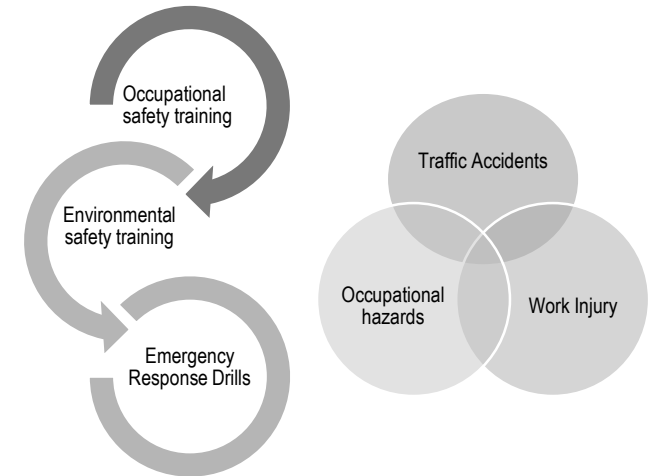 Occupational
safety training
Environmental
safety training
Emergency
Response Drills
Traffic Accidents
Occupational
hazards
Work Injury